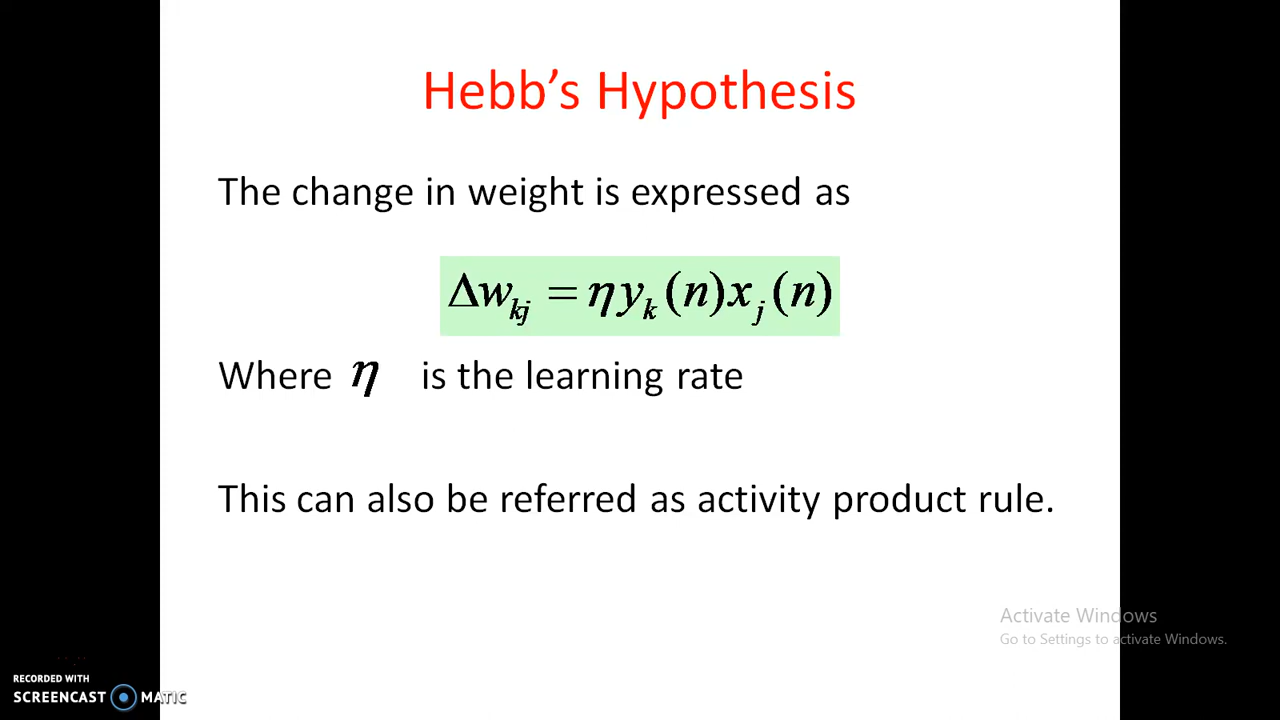 Hebb’s Hypothesis
The change in weight is expressed as
Δw_kj = ηy_k(n)x_j(n)
Where η is the learning rate
This can also be referred as activity product rule.
Activate Windows
Go to Settings to activate Windows.
RECORDED WITH
SCREENCAST MATIC